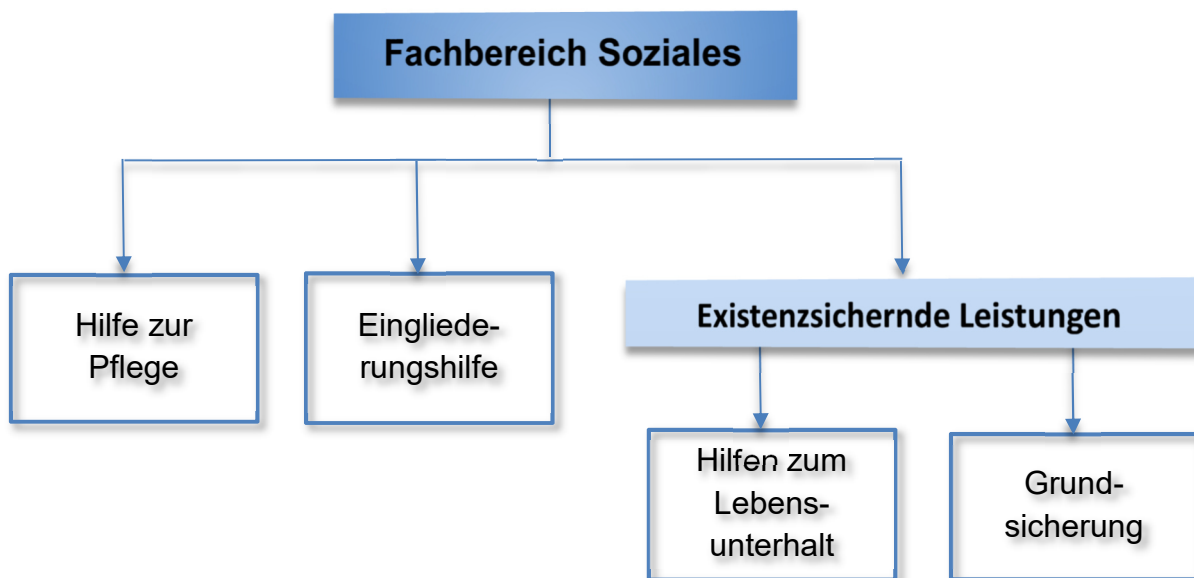 Fachbereich Soziales
Hilfe zur
Pflege
Eingliede-
rungshilfe
Existenzsichernde Leistungen
Hilfen zum
Lebens-
unterhalt
Grund-
sicherung